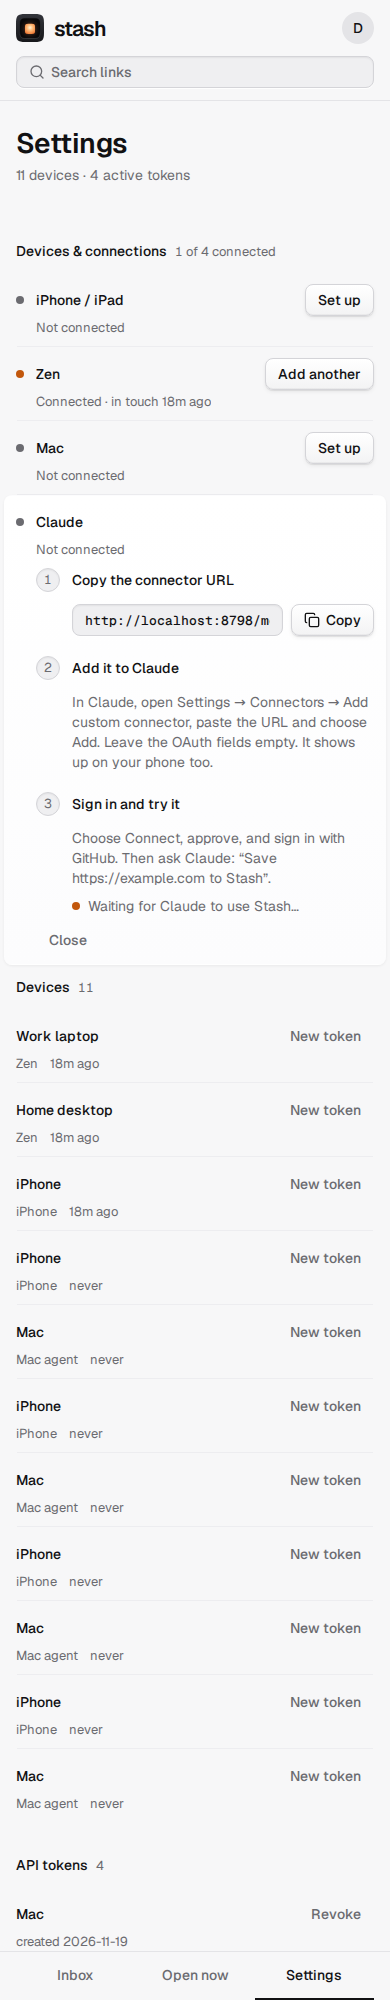 stash
D
Search links
Settings
11 devices · 4 active tokens
Devices & connections 1 of 4 connected
iPhone / iPad
Set up
Not connected
Zen
Add another
Connected · in touch 18m ago
Mac
Set up
Not connected
Claude
Not connected
1 Copy the connector URL
http://localhost:8798/m
Copy
2 Add it to Claude
In Claude, open Settings → Connectors → Add
custom connector, paste the URL and choose
Add. Leave the OAuth fields empty. It shows
up on your phone too.
3 Sign in and try it
Choose Connect, approve, and sign in with
GitHub. Then ask Claude: “Save
https://example.com to Stash”.
Waiting for Claude to use Stash…
Close
Devices 11
Work laptop
New token
Zen 18m ago
Home desktop
New token
Zen 18m ago
iPhone
New token
iPhone 18m ago
iPhone
New token
iPhone never
Mac
New token
Mac agent never
iPhone
New token
iPhone never
Mac
New token
Mac agent never
iPhone
New token
iPhone never
Mac
New token
Mac agent never
iPhone
New token
iPhone never
Mac
New token
Mac agent never
API tokens 4
Mac
Revoke
created 2026-11-19
Inbox
Open now
Settings